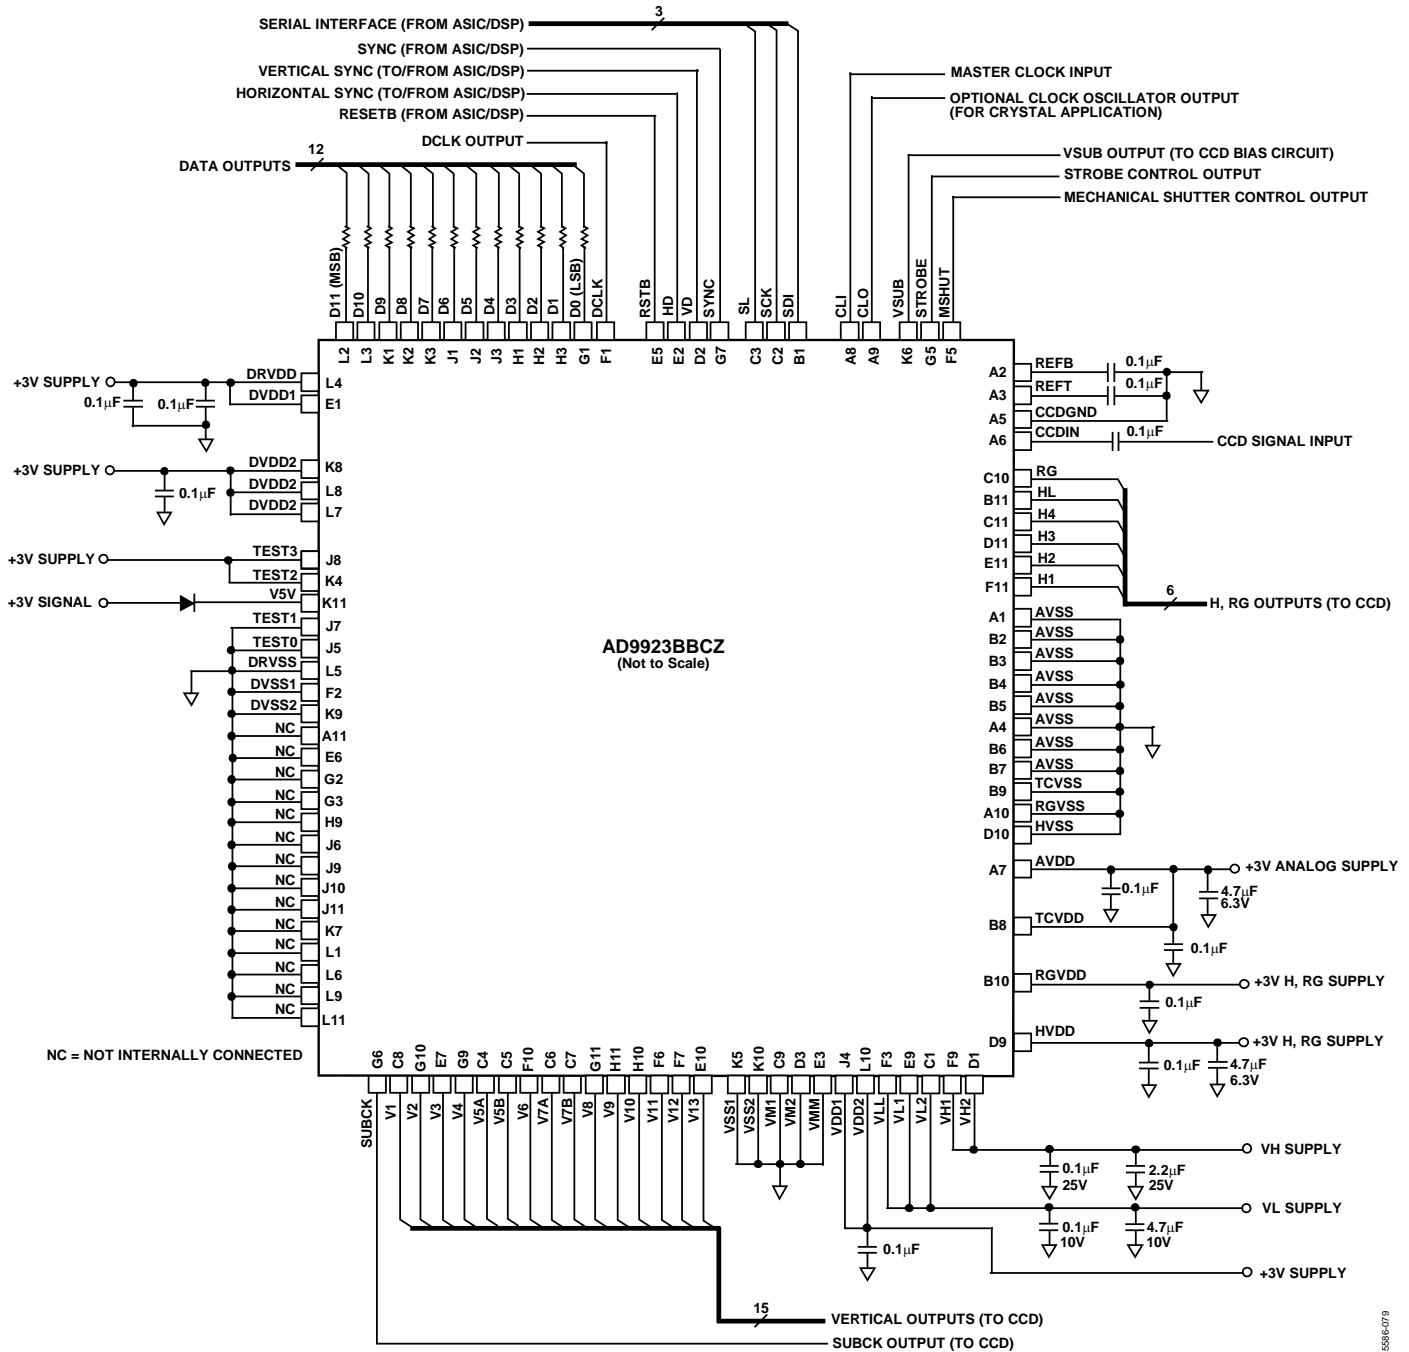 SERIAL INTERFACE (FROM ASIC/DSP)
3
SYNC (FROM ASIC/DSP)
VERTICAL SYNC (TO/FROM ASIC/DSP)
HORIZONTAL SYNC (TO/FROM ASIC/DSP)
RESETB (FROM ASIC/DSP)
DCLK OUTPUT
DATA OUTPUTS
12
MASTER CLOCK INPUT
OPTIONAL CLOCK OSCILLATOR OUTPUT
(FOR CRYSTAL APPLICATION)
VSUB OUTPUT (TO CCD BIAS CIRCUIT)
STROBE CONTROL OUTPUT
MECHANICAL SHUTTER CONTROL OUTPUT
D11 (MSB)
D10
D9
D8
D7
D6
D5
D4
D3
D2
D1
D0 (LSB)
DCLK
RSTB
HD
VD
SYNC
SL
SCK
SDI
CLI
CLO
VSUB
STROBE
MSHUT
L2
L3
K1
K2
K3
J1
J2
J3
H1
H2
H3
G1
F1
E5
E2
D2
G7
C3
C2
B1
A8
A9
K6
G5
F5
+3V SUPPLY
0.1µF
0.1µF
DRVDD
L4
DVDD1
E1
+3V SUPPLY
0.1µF
DVDD2
K8
DVDD2
L8
DVDD2
L7
+3V SUPPLY
TEST3
J8
TEST2
K4
+3V SIGNAL
V5V
K11
TEST1
J7
TEST0
J5
DRVSS
L5
DVSS1
F2
DVSS2
K9
NC
A11
NC
E6
NC
G2
NC
G3
NC
H9
NC
J6
NC
J9
NC
J10
NC
J11
NC
K7
NC
L1
NC
L6
NC
L9
NC
L11
NC = NOT INTERNALLY CONNECTED
AD9923BBCZ
(Not to Scale)
A2
REFB
0.1µF
A3
REFT
0.1µF
A5
CCDGND
A6
CCDIN
0.1µF
CCD SIGNAL INPUT
C10
RG
B11
HL
C11
H4
D11
H3
E11
H2
F11
H1
6
H, RG OUTPUTS (TO CCD)
A1
AVSS
B2
AVSS
B3
AVSS
B4
AVSS
B5
AVSS
A4
AVSS
B6
AVSS
B7
AVSS
B9
TCVSS
A10
RGVSS
D10
HVSS
A7
AVDD
+3V ANALOG SUPPLY
0.1µF
4.7µF
6.3V
B8
TCVDD
0.1µF
B10
RGVDD
+3V H, RG SUPPLY
0.1µF
D9
HVDD
+3V H, RG SUPPLY
0.1µF
4.7µF
6.3V
G6
C8
G10
E7
G9
C4
C5
F10
C6
C7
G11
H11
H10
F6
F7
E10
K5
K10
C9
D3
E3
J4
L10
F3
E9
C1
F9
D1
SUBCK
V1
V2
V3
V4
V5A
V5B
V6
V7A
V7B
V8
V9
V10
V11
V12
V13
VSS1
VSS2
VM1
VM2
VMM
VDD1
VDD2
VLL
VL1
VL2
VH1
VH2
VH SUPPLY
0.1µF
25V
2.2µF
25V
VL SUPPLY
0.1µF
10V
4.7µF
10V
0.1µF
+3V SUPPLY
15
VERTICAL OUTPUTS (TO CCD)
SUBCK OUTPUT (TO CCD)
5586-079